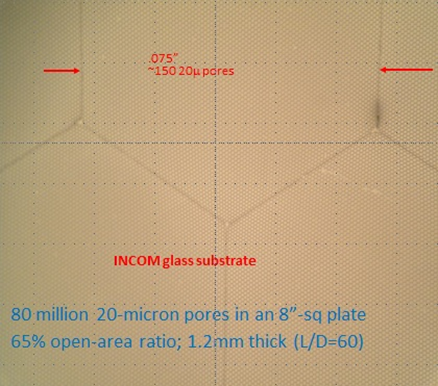 .075”
~150 20µ pores
INCOM glass substrate
80 million 20-micron pores in an 8”-sq plate
65% open-area ratio; 1.2mm thick (L/D=60)